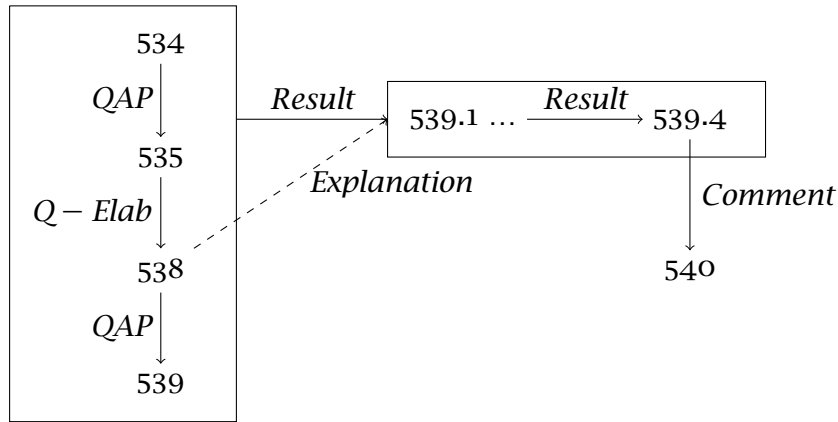 534
QAP
535
Q – Elab
538
QAP
539
Result
539.1 ... Result 539.4
Explanation
Comment
540